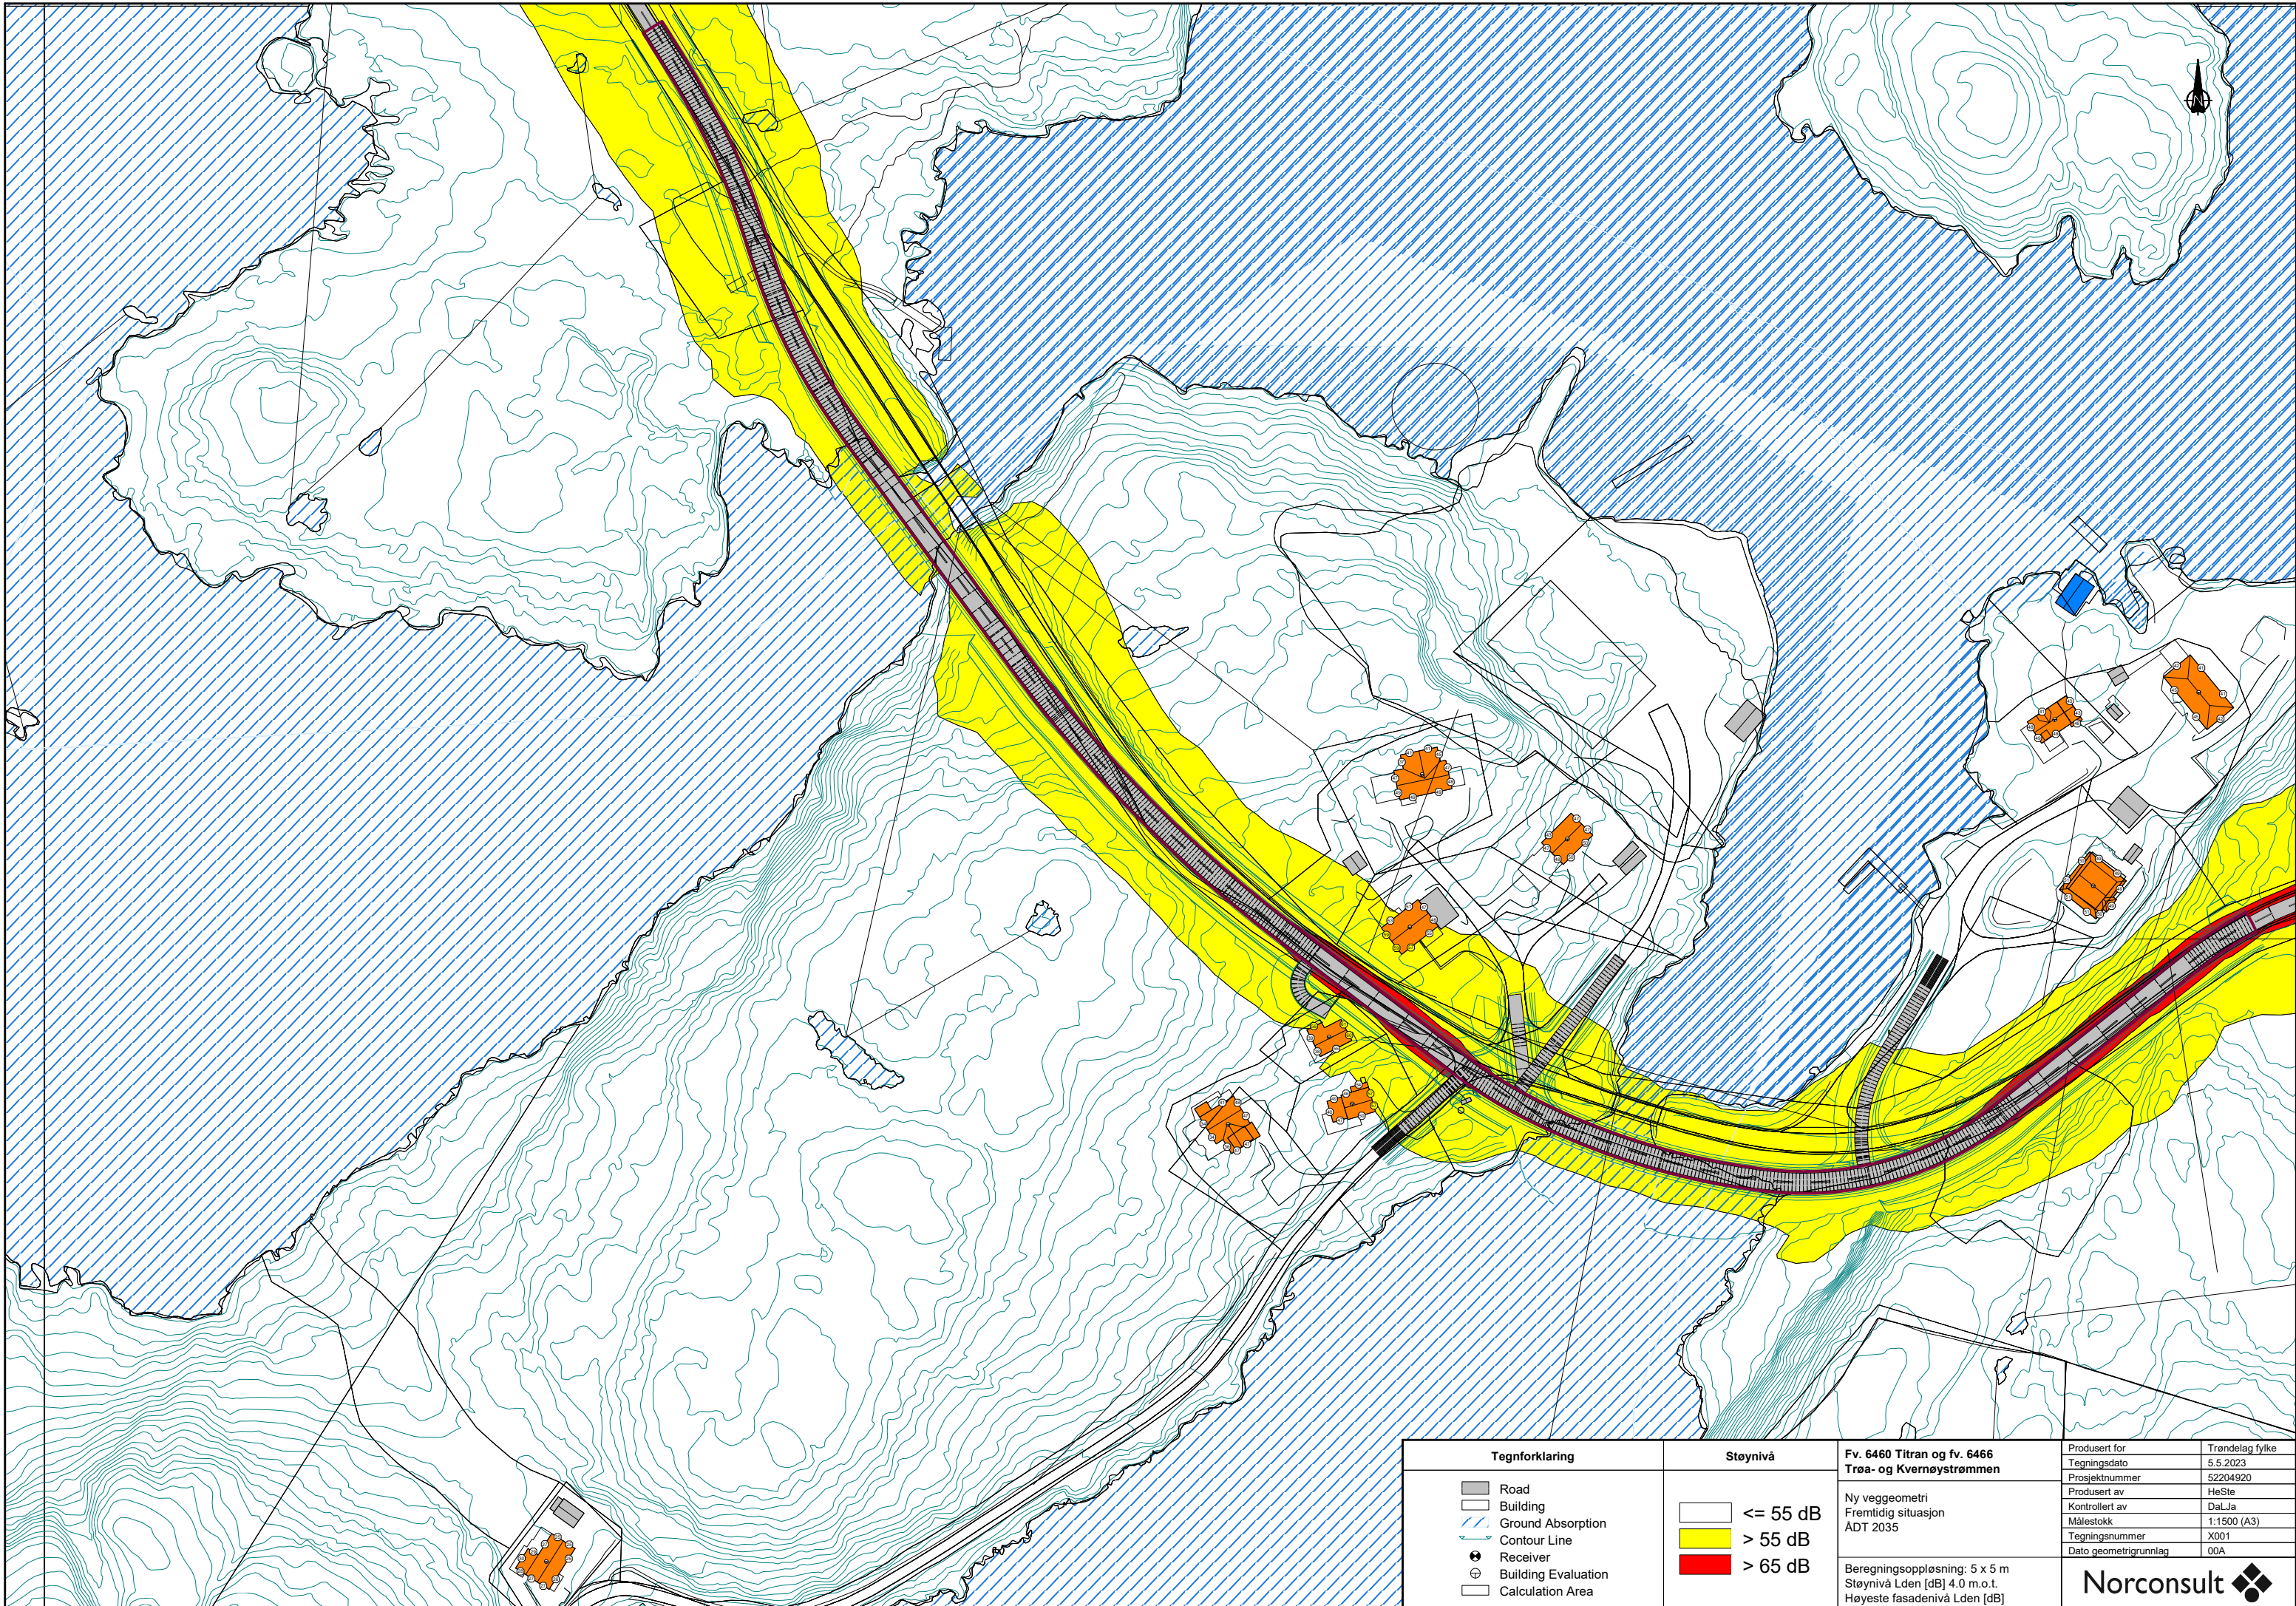 N
Tegnforklaring
Road
Building
Ground Absorption
Contour Line
Receiver
Building Evaluation
Calculation Area
Støynivå
<= 55 dB
> 55 dB
> 65 dB
Fv. 6460 Titran og fv. 6466
Trøa- og Kvernøystrømmen
Ny veggeometri
Fremtidig situasjon
ÅDT 2035
Beregningsoppløsning: 5 x 5 m
Støynivå Lden [dB] 4.0 m.o.t.
Høyeste fasadenivå Lden [dB]
Produsert for Trøndelag fylke
Tegningsdato 5.5.2023
Prosjektnummer 52204920
Produsert av HeSte
Kontrollert av DaLJa
Målestokk 1:1500 (A3)
Tegningsnummer X001
Dato geometrigrunnlag 00A
Norconsult